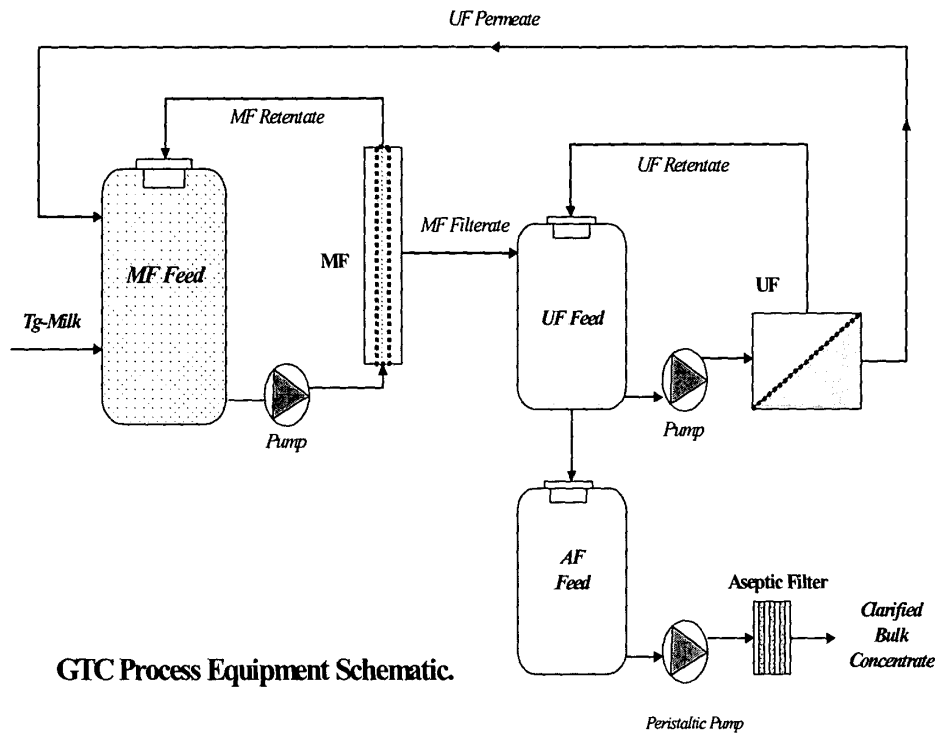 UF Permeate
MF Retentate
UF Retentate
MF Filterate
MF
MF Feed
UF
UF Feed
Tg-Milk
Pump
Pump
AF
Feed
Aseptic Filter
Clarified
Bulk
Concentrate
GTC Process Equipment Schematic.
Peristaltic Pump